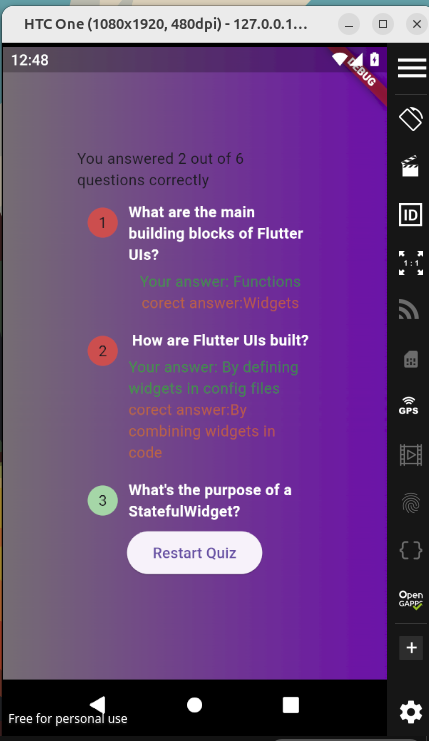 HTC One (1080x1920, 480dpi) - 127.0.0.1...
12:48
DEBUG
You answered 2 out of 6
questions correctly
1
What are the main
building blocks of Flutter
UIs?
Your answer: Functions
corect answer:Widgets
2
How are Flutter UIs built?
Your answer: By defining
widgets in config files
corect answer:By
combining widgets in
code
3
What's the purpose of a
StatefulWidget?
Restart Quiz
Free for personal use
ID
1:1
GPS
Open
GAPPS